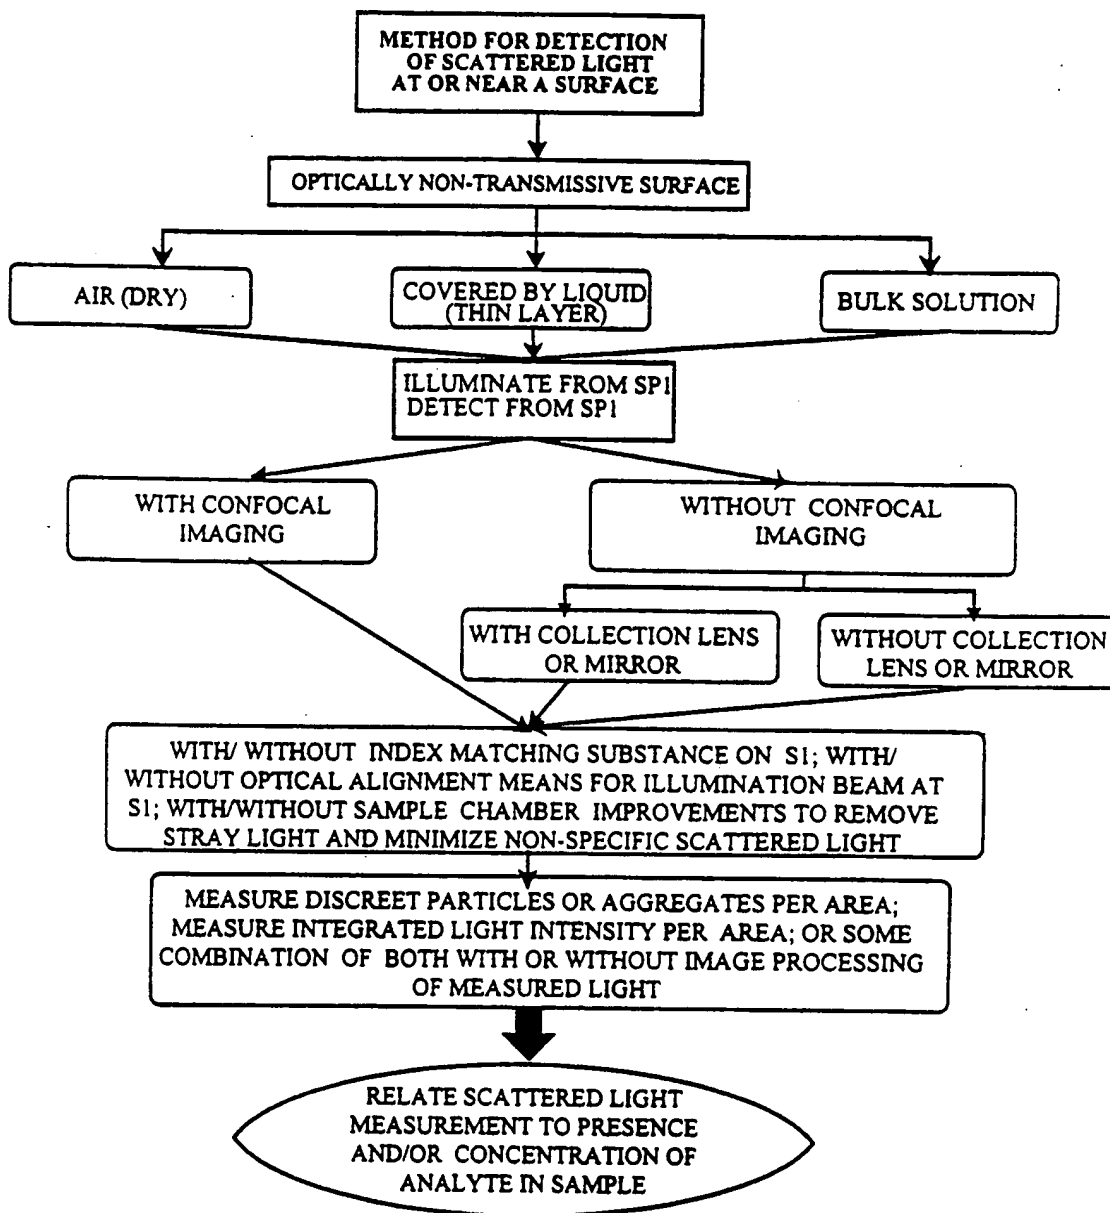 METHOD FOR DETECTION
OF SCATTERED LIGHT
AT OR NEAR A SURFACE
OPTICALLY NON-TRANSMISSIVE SURFACE
AIR (DRY)
COVERED BY LIQUID
(THIN LAYER)
BULK SOLUTION
ILLUMINATE FROM SP1
DETECT FROM SP1
WITH CONFOCAL
IMAGING
WITHOUT CONFOCAL
IMAGING
WITH COLLECTION LENS
OR MIRROR
WITHOUT COLLECTION
LENS OR MIRROR
WITH/ WITHOUT INDEX MATCHING SUBSTANCE ON S1; WITH/
WITHOUT OPTICAL ALIGNMENT MEANS FOR ILLUMINATION BEAM AT
S1; WITH/WITHOUT SAMPLE CHAMBER IMPROVEMENTS TO REMOVE
STRAY LIGHT AND MINIMIZE NON-SPECIFIC SCATTERED LIGHT
MEASURE DISCREET PARTICLES OR AGGREGATES PER AREA;
MEASURE INTEGRATED LIGHT INTENSITY PER AREA; OR SOME
COMBINATION OF BOTH WITH OR WITHOUT IMAGE PROCESSING
OF MEASURED LIGHT
RELATE SCATTERED LIGHT
MEASUREMENT TO PRESENCE
AND/OR CONCENTRATION OF
ANALYTE IN SAMPLE